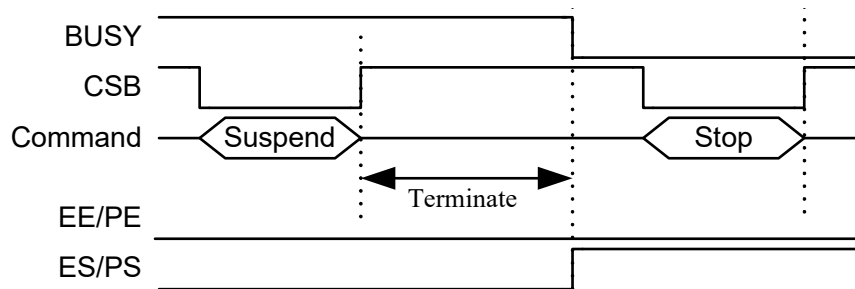 BUSY
CSB
Command Suspend Stop
Terminate
EE/PE
ES/PS